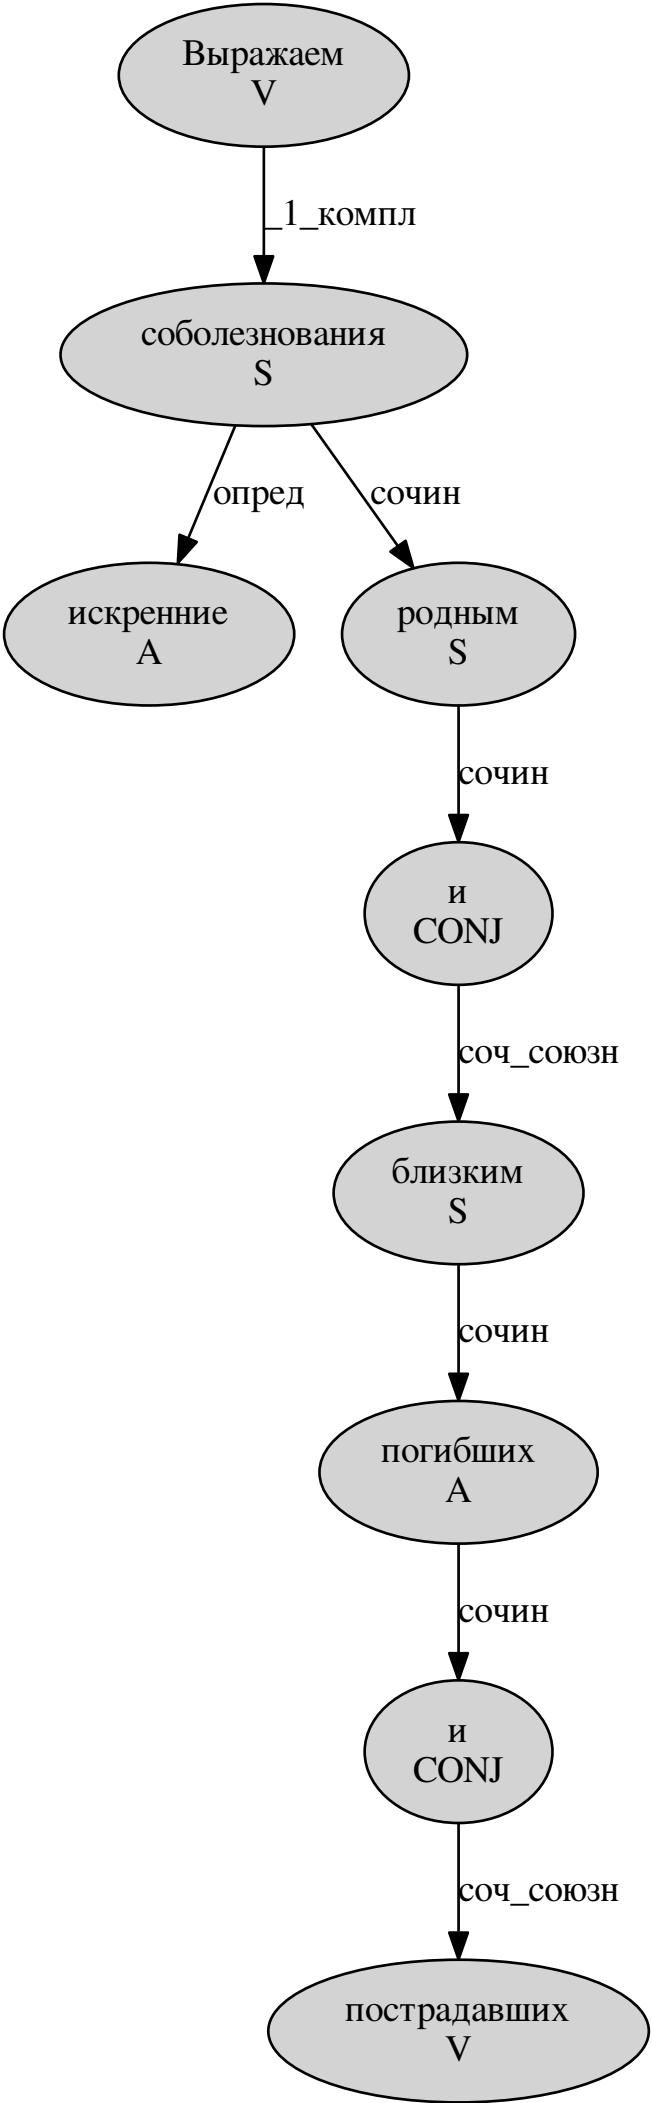 Выражаем
V
_1_компл
соболезнования
S
опред
сочин
искренние
A
родным
S
сочин
и
CONJ
соч_союзн
близким
S
сочин
погибших
A
сочин
и
CONJ
соч_союзн
пострадавших
V